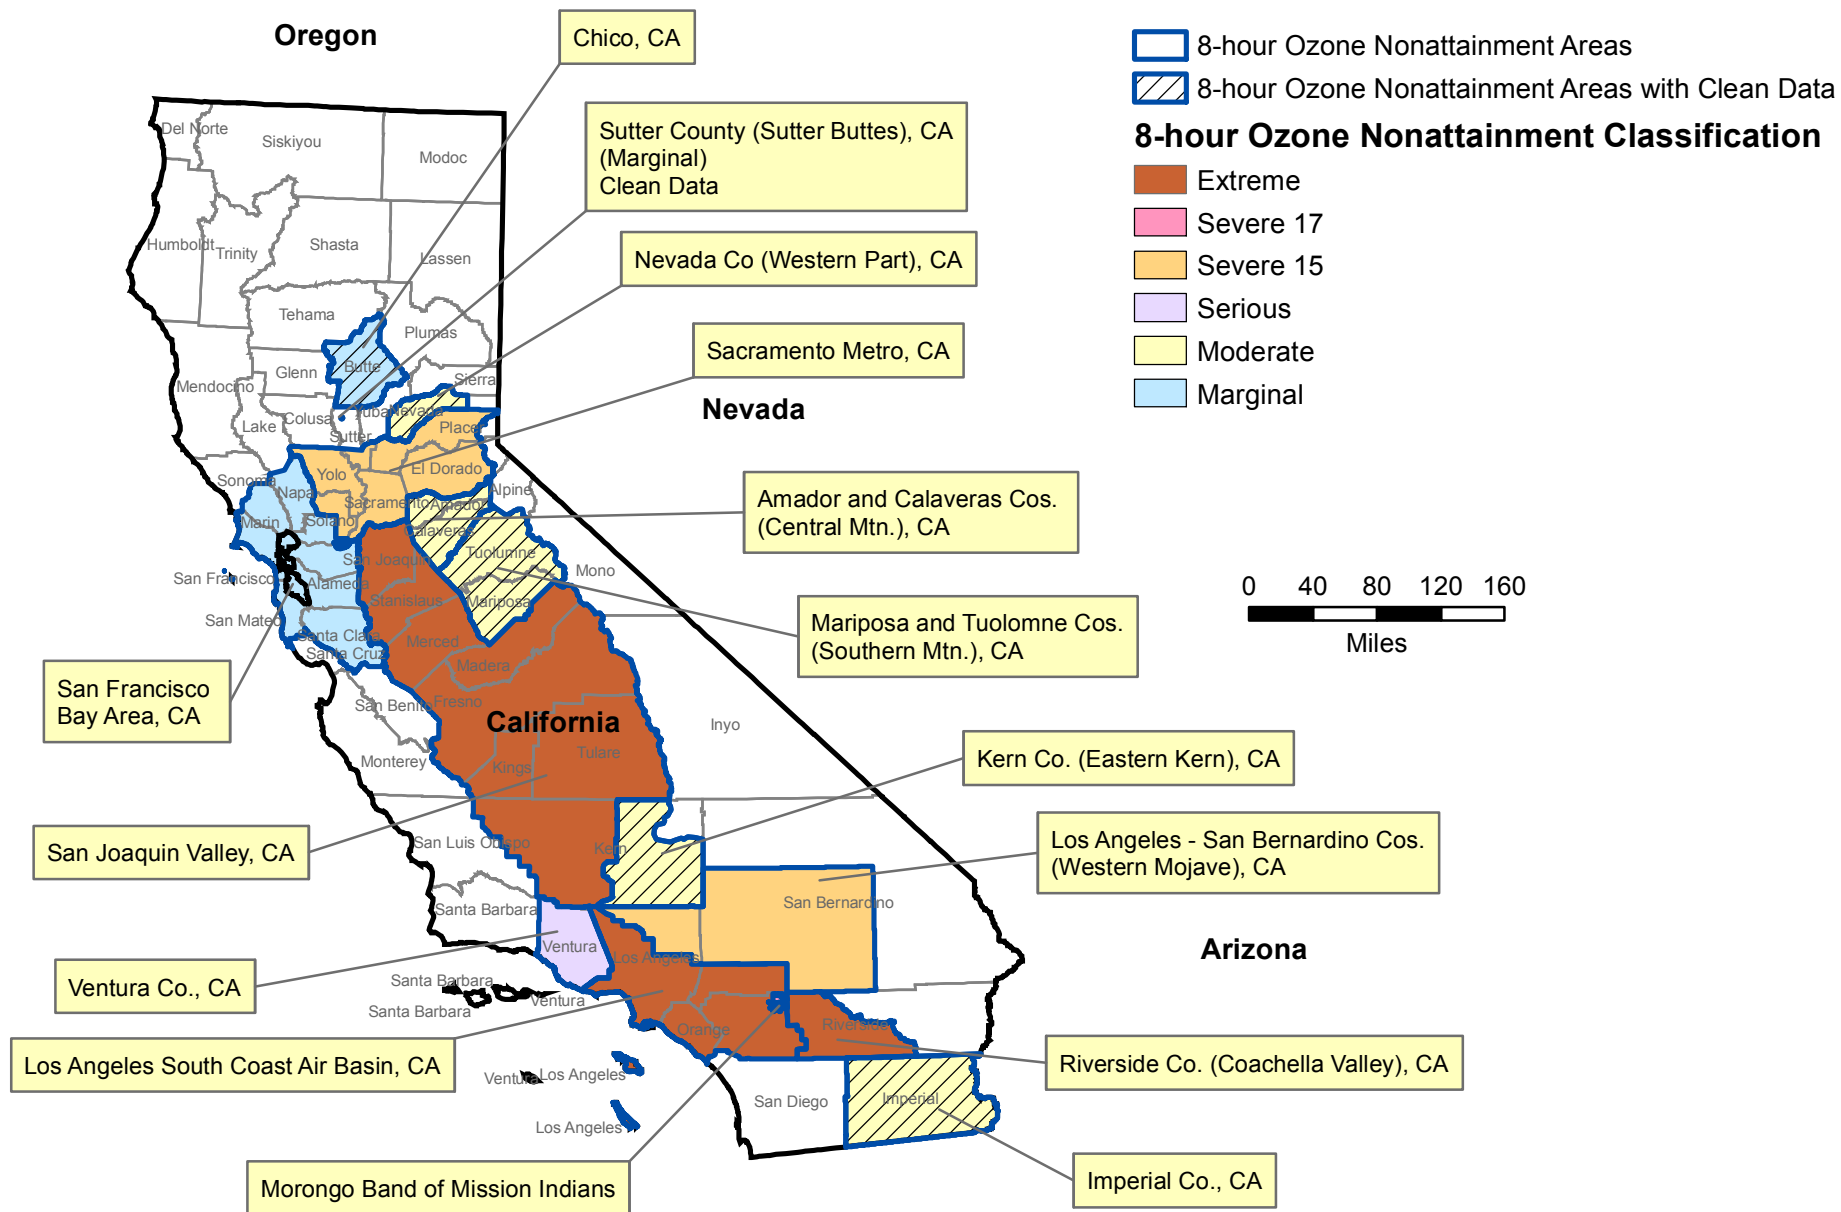 Oregon
Chico, CA
8-hour Ozone Nonattainment Areas
8-hour Ozone Nonattainment Areas with Clean Data
8-hour Ozone Nonattainment Classification
Extreme
Severe 17
Severe 15
Serious
Moderate
Marginal
Sutter County (Sutter Buttes), CA
(Marginal)
Clean Data
Nevada Co (Western Part), CA
Sacramento Metro, CA
Nevada
Amador and Calaveras Cos.
(Central Mtn.), CA
Mariposa and Tuolomne Cos.
(Southern Mtn.), CA
0 40 80 120 160
Miles
Kern Co. (Eastern Kern), CA
Los Angeles - San Bernardino Cos.
(Western Mojave), CA
Arizona
Riverside Co. (Coachella Valley), CA
Imperial Co., CA
San Francisco
Bay Area, CA
California
San Joaquin Valley, CA
Ventura Co., CA
Los Angeles South Coast Air Basin, CA
Morongo Band of Mission Indians
Del Norte
Siskiyou
Modoc
Humboldt
Trinity
Shasta
Lassen
Tehama
Plumas
Butte
Glenn
Mendocino
Sierra
Colusa
Yuba
Nevada
Lake
Sutter
Placer
Yolo
El Dorado
Sonoma
Napa
Sacramento
Amador
Alpine
Marin
Solano
Calaveras
Tuolumne
San Joaquin
Mono
San Francisco
Alameda
Stanislaus
Mariposa
San Mateo
Santa Clara
Merced
Santa Cruz
Madera
San Benito
Fresno
Inyo
Monterey
Tulare
Kings
San Luis Obispo
Kern
San Bernardino
Santa Barbara
Ventura
Los Angeles
Santa Barbara
Ventura
Santa Barbara
Orange
Riverside
Ventura
Los Angeles
San Diego
Imperial
Los Angeles